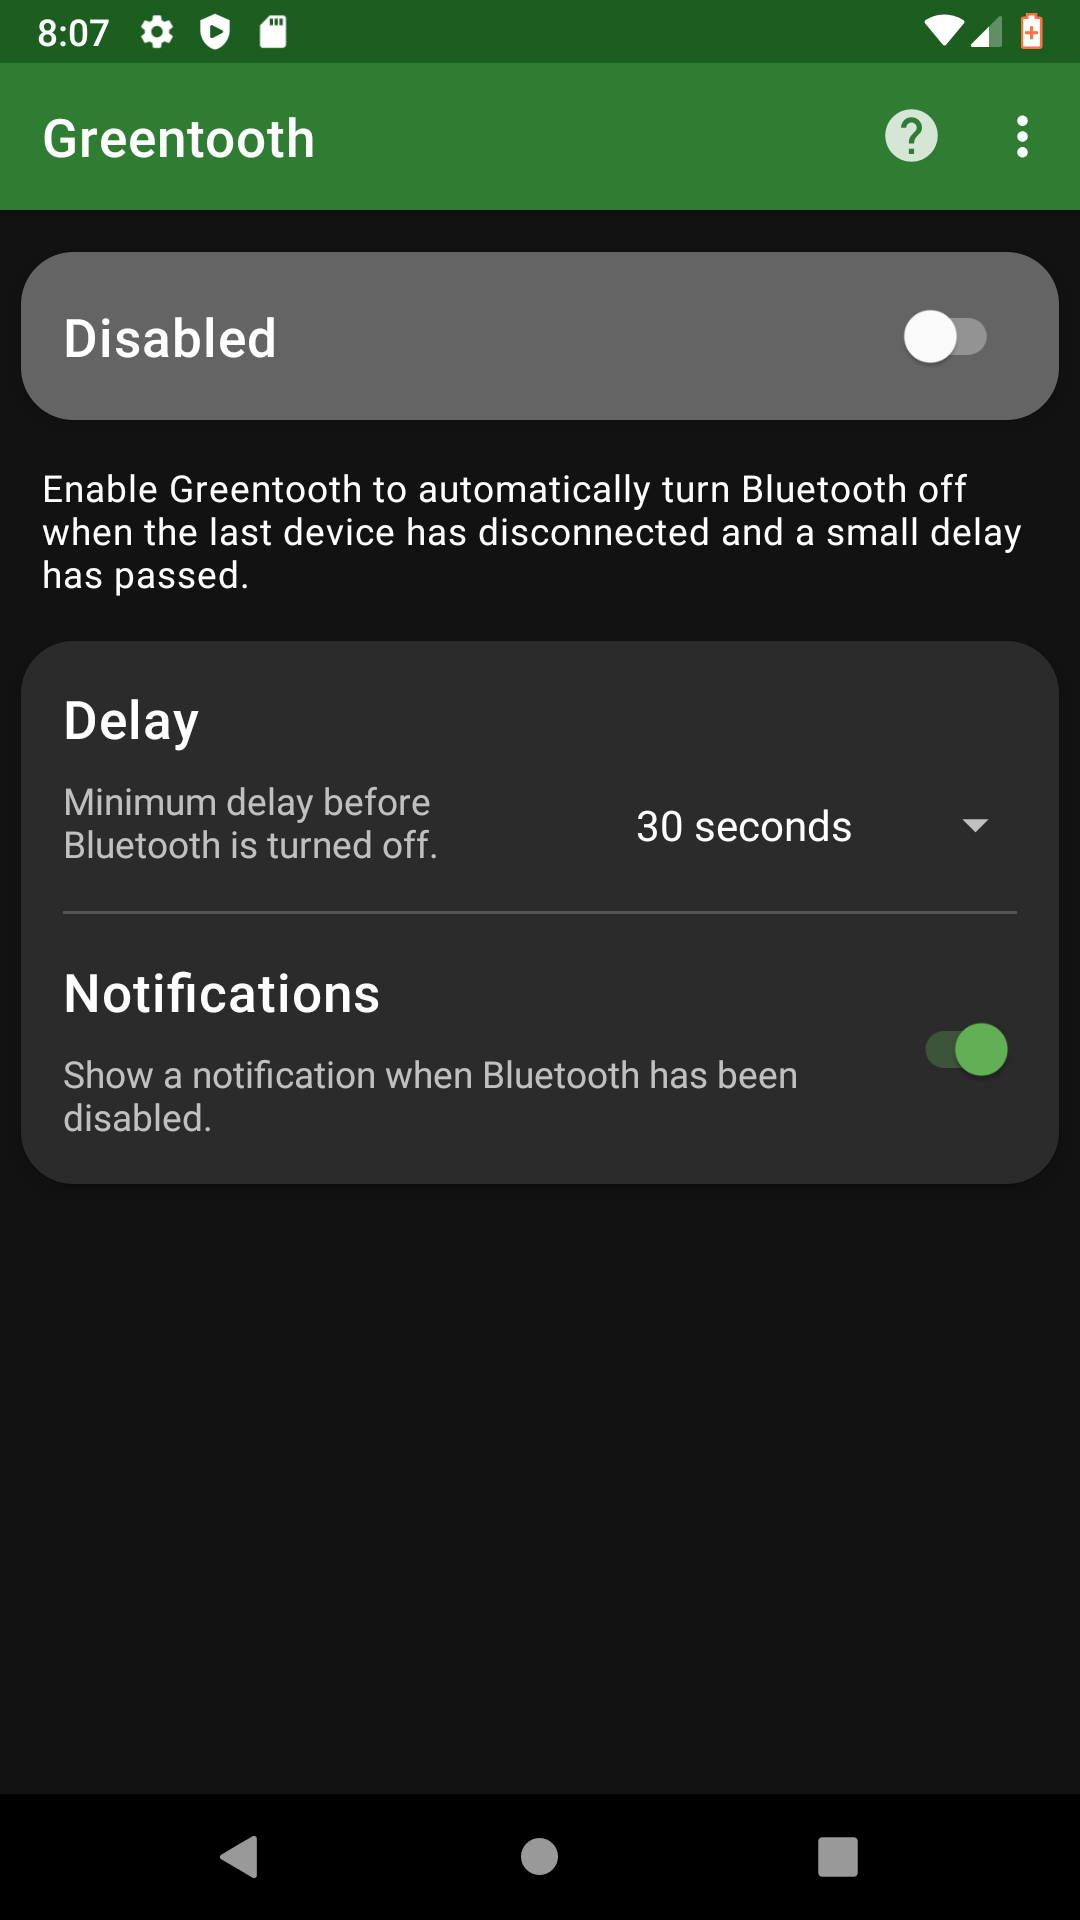 8:07
Greentooth
Disabled
Enable Greentooth to automatically turn Bluetooth off
when the last device has disconnected and a small delay
has passed.
Delay
Minimum delay before
Bluetooth is turned off.
30 seconds
Notifications
Show a notification when Bluetooth has been
disabled.